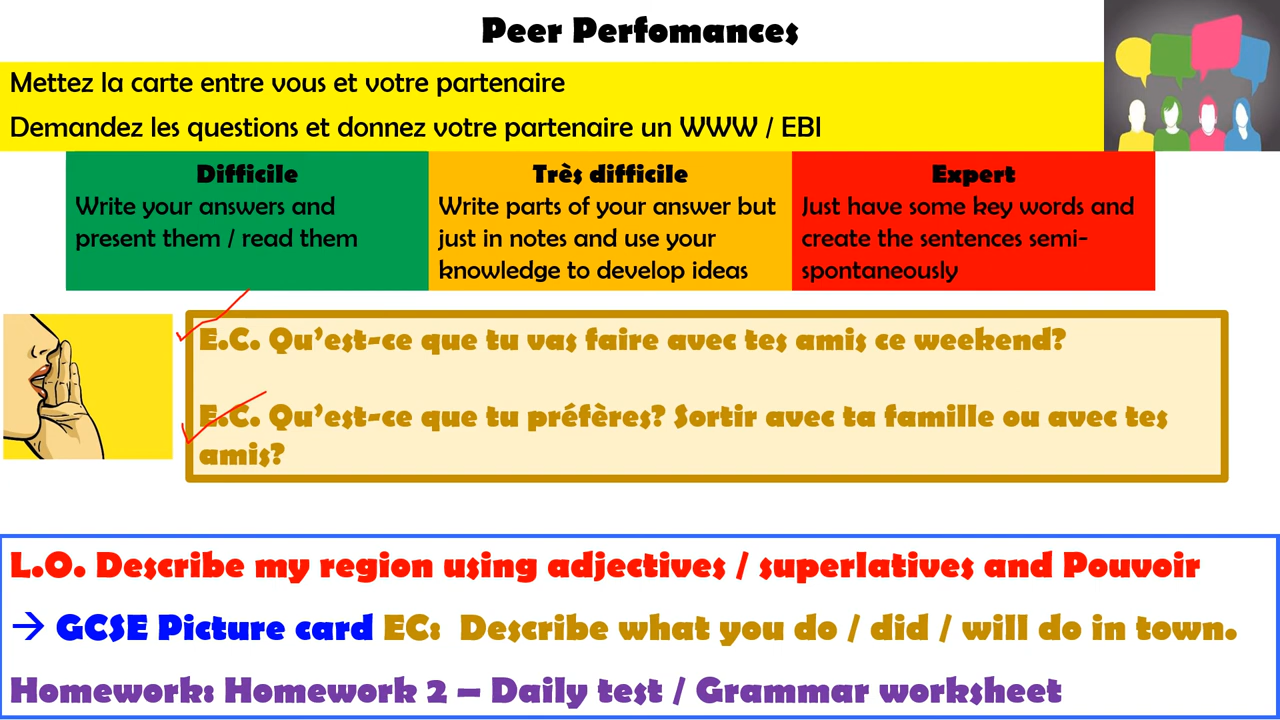 Peer Perfomances
Mettez la carte entre vous et votre partenaire
Demandez les questions et donnez votre partenaire un WWW / EBI
Difficile
Write your answers and
present them / read them
Très difficile
Write parts of your answer but
just in notes and use your
knowledge to develop ideas
Expert
Just have some key words and
create the sentences semi-
spontaneously
E.C. Qu’est-ce que tu vas faire avec tes amis ce weekend?
E.C. Qu’est-ce que tu préfères? Sortir avec ta famille ou avec tes
amis?
L.O. Describe my region using adjectives / superlatives and Pouvoir
→ GCSE Picture card EC: Describe what you do / did / will do in town.
Homework: Homework 2 – Daily test / Grammar worksheet